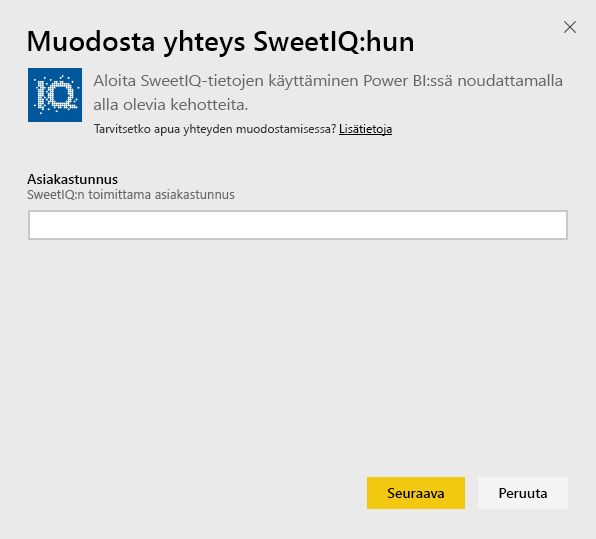 Muodosta yhteys SweetIQ:hun
IQ
Aloita SweetIQ-tietojen käyttäminen Power BI:ssä noudattamalla
alla olevia kehotteita.
Tarvitsetko apua yhteyden muodostamisessa? Lisätietoja
Asiakastunnus
SweetIQ:n toimittama asiakastunnus
Seuraava Peruuta